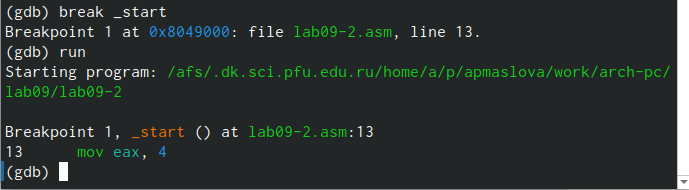 (gdb) break _start
Breakpoint 1 at 0x8049000: file lab09-2.asm, line 13.
(gdb) run
Starting program: /afs/.dk.sci.pfu.edu.ru/home/a/p/apmaslova/work/arch-pc/
lab09/lab09-2
Breakpoint 1, _start () at lab09-2.asm:13
13      mov eax, 4
(gdb)